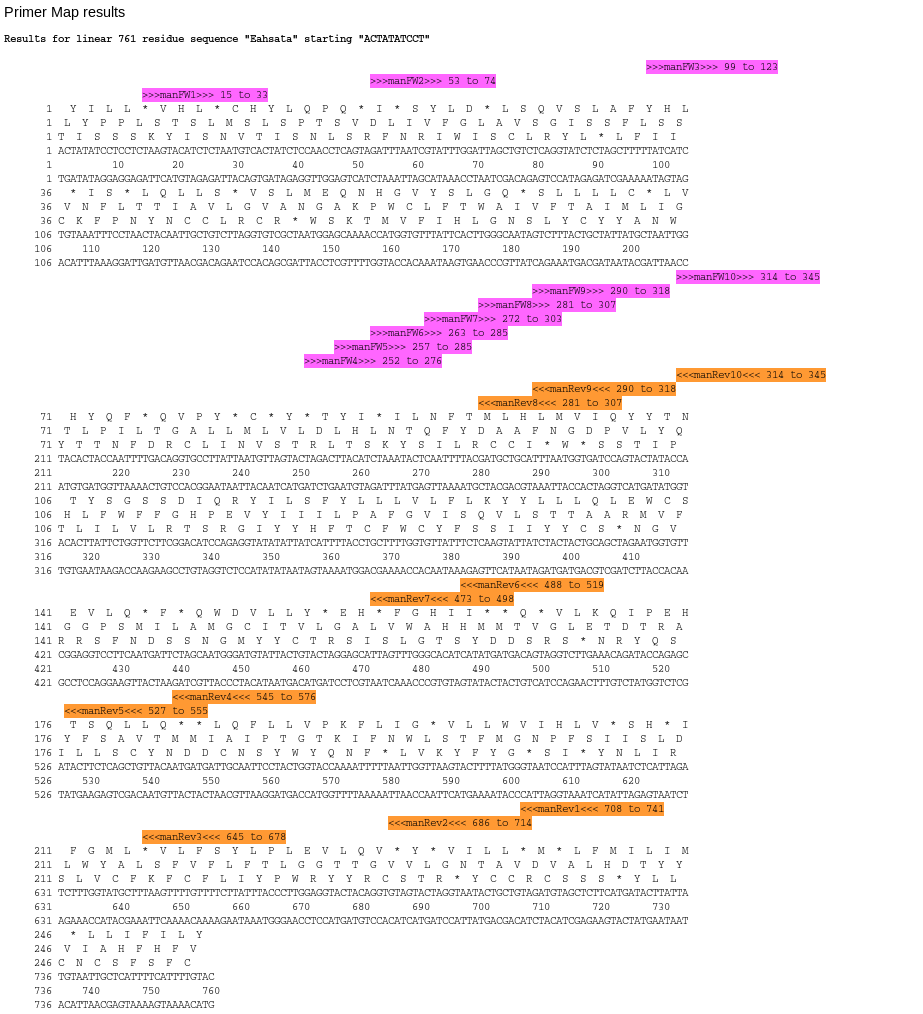 Primer Map results
Results for linear 761 residue sequence "Eahsata" starting "ACTATATCCT"
>>>manFW3>>> 99 to 123
>>>manFW2>>> 53 to 74
>>>manFW1>>> 15 to 33
1 Y I L L * V H L * C H Y L Q P Q * I * S Y L D * L S Q V S L A F Y H L
1 L Y P P L S T S L M S L S P T S V D L I V F G L A V S G I S S F L S S
1 T I S S S K Y I S N V T I S N L S R F N R I W I S C L R Y L * L F I I
1 ACTATATCCTCCTCTAAGTACATCTCTAATGTCACTATCTCCAACCTCAGTAGATTTAATCGTATTTGGATTAGCTGTCTCAGGTATCTCTAGCTTTTTATCATC
1 10 20 30 40 50 60 70 80 90 100
1 TGATATAGGAGGAGATTCATGTAGAGATTACAGTGATAGAGGTTGGAGTCATCTAAATTAGCATAAACCTAATCGACAGAGTCCATAGAGATCGAAAAATAGTAG
36 * I S * L Q L L S * V S L M E Q N H G V Y S L G Q * S L L L L C * L V
36 V N F L T T I A V L G V A N G A K P W C L F T W A I V F T A I M L I G
36 C K F P N Y N C C L R C R * W S K T M V F I H L G N S L Y C Y Y A N W
106 TGTAAATTTCCTAACTACAATTGCTGTCTTAGGTGTCGCTAATGGAGCAAAACCATGGTGTTTATTCACTTGGGCAATAGTCTTTACTGCTATTATGCTAATTGG
106 110 120 130 140 150 160 170 180 190 200
106 ACATTTAAAGGATTGATGTTAACGACAGAATCCACAGCGATTACCTCGTTTTGGTACCACAAATAAGTGAACCCGTTATCAGAAATGACGATAATACGATTAACC
>>>manFW10>>> 314 to 345
>>>manFW9>>> 290 to 318
>>>manFW8>>> 281 to 307
>>>manFW7>>> 272 to 303
>>>manFW6>>> 263 to 285
>>>manFW5>>> 257 to 285
>>>manFW4>>> 252 to 276
<<<manRev10<<< 314 to 345
<<<manRev9<<< 290 to 318
<<<manRev8<<< 281 to 307
71 H Y Q F * Q V P Y * C * Y * T Y I * I L N F T M L H L M V I Q Y Y T N
71 T L P I L T G A L L M L V L D L H L N T Q F Y D A A F N G D P V L Y Q
71 Y T T N F D R C L I N V S T R L T S K Y S I L R C C I * W * S S T I P
211 TACACTACCAATTTTGACAGGTGCCTTATTAATGTTAGTACTAGACTTACATCTAAATACTCAATTTTACGATGCTGCATTTAATGGTGATCCAGTACTATACCA
211 220 230 240 250 260 270 280 290 300 310
211 ATGTGATGGTTAAAACTGTCCACGGAATAATTACAATCATGATCTGAATGTAGATTTATGAGTTAAAATGCTACGACGTAAATTACCACTAGGTCATGATATGGT
106 T Y S G S S D I Q R Y I L S F Y L L L V L F L K Y Y L L L Q L E W C S
106 H L F W F F G H P E V Y I I I L P A F G V I S Q V L S T T A A R M V F
106 T L I L V L R T S R G I Y Y H F T C F W C Y F S S I I Y Y C S * N G V
316 ACACTTATTCTGGTTCTTCGGACATCCAGAGGTATATATTATCATTTTACCTGCTTTTGGTGTTATTTCTCAAGTATTATCTACTACTGCAGCTAGAATGGTGTT
316 320 330 340 350 360 370 380 390 400 410
316 TGTGAATAAGACCAAGAAGCCTGTAGGTCTCCATATATAATAGTAAAATGGACGAAAACCACAATAAAGAGTTCATAATAGATGATGACGTCGATCTTACCACAA
<<<manRev6<<< 488 to 519
<<<manRev7<<< 473 to 498
141 E V L Q * F * Q W D V L L Y * E H * F G H I I * * Q * V L K Q I P E H
141 G G P S M I L A M G C I T V L G A L V W A H H M M T V G L E T D T R A
141 R R S F N D S S N G M Y Y C T R S I S L G T S Y D D S R S * N R Y Q S
421 CGGAGGTCCTTCAATGATTCTAGCAATGGGATGTATTACTGTACTAGGAGCATTAGTTTGGGCACATCATATGATGACAGTAGGTCTTGAAACAGATACCAGAGC
421 430 440 450 460 470 480 490 500 510 520
421 GCCTCCAGGAAGTTACTAAGATCGTTACCCTACATAATGACATGATCCTCGTAATCAAACCCGTGTAGTATACTACTGTCATCCAGAACTTTGTCTATGGTCTCG
<<<manRev4<<< 545 to 576
<<<manRev5<<< 527 to 555
176 T S Q L L Q * * L Q F L L V P K F L I G * V L L W V I H L V * S H * I
176 Y F S A V T M M I A I P T G T K I F N W L S T F M G N P F S I I S L D
176 I L L S C Y N D D C N S Y W Y Q N F * L V K Y F Y G * S I * Y N L I R
526 ATACTTCTCAGCTGTTACAATGATGATTGCAATTCCTACTGGTACCAAAATTTTTAATTGGTTAAGTACTTTTATGGGTAATCCATTTAGTATAATCTCATTAGA
526 530 540 550 560 570 580 590 600 610 620
526 TATGAAGAGTCGACAATGTTACTACTAACGTTAAGGATGACCATGGTTTTAAAAATTAACCAATTCATGAAAATACCCATTAGGTAAATCATATTAGAGTAATCT
<<<manRev1<<< 708 to 741
<<<manRev2<<< 686 to 714
<<<manRev3<<< 645 to 678
211 F G M L * V L F S Y L P L E V L Q V * Y * V I L L * M * L F M I L I M
211 L W Y A L S F V F L F T L G G T T G V V L G N T A V D V A L H D T Y Y
211 S L V C F K F C F L I Y P W R Y Y R C S T R * Y C C R C S S S * Y L L
631 TCTTTGGTATGCTTTAAGTTTTGTTTTCTTATTTACCCTTGGAGGTACTACAGGTGTAGTACTAGGTAATACTGCTGTAGATGTAGCTCTTCATGATACTTATTA
631 640 650 660 670 680 690 700 710 720 730
631 AGAAACCATACGAAATTCAAAACAAAAGAATAAATGGGAACCTCCATGATGTCCACATCATGATCCATTATGACGACATCTACATCGAGAAGTACTATGAATAAT
246 * L L I F I L Y
246 V I A H F H F V
246 C N C S F S F C
736 TGTAATTGCTCATTTTCATTTTGTAC
736 740 750 760
736 ACATTAACGAGTAAAAGTAAAACATG